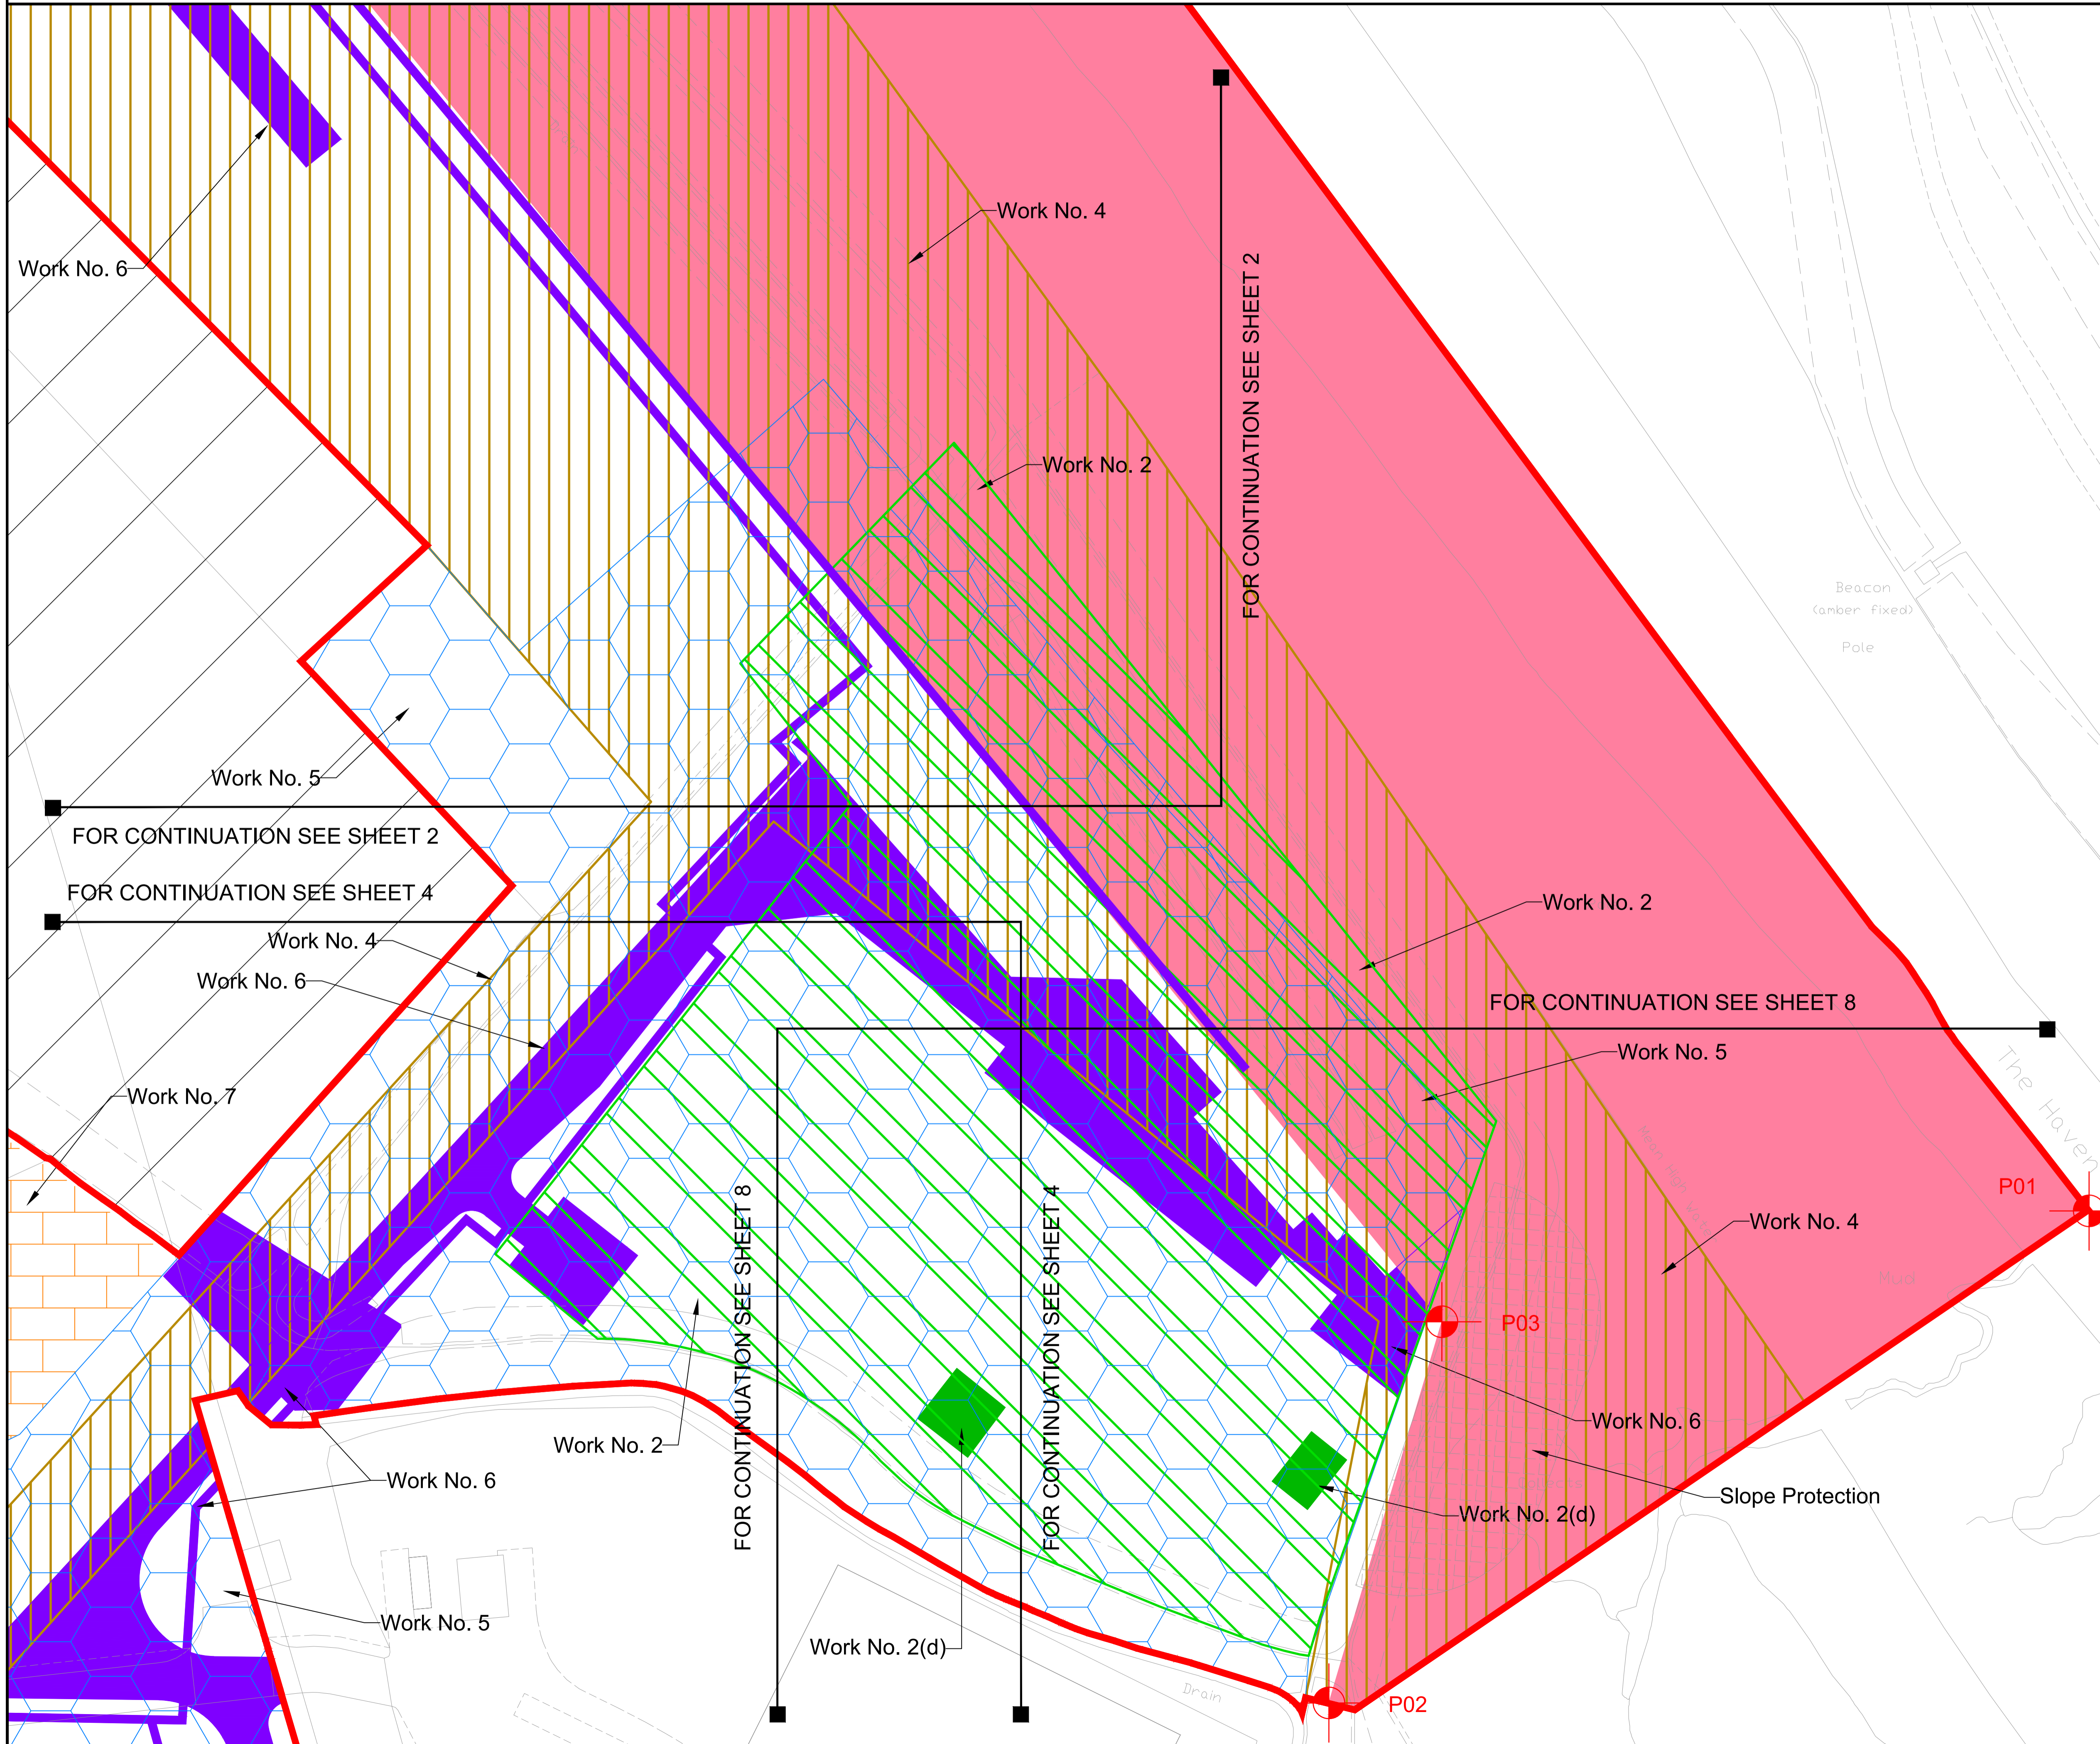 Work No. 4
Work No. 6
FOR CONTINUATION SEE SHEET 2
Work No. 2
Beacon
(amber fixed)
Pole
Work No. 5
FOR CONTINUATION SEE SHEET 2
FOR CONTINUATION SEE SHEET 4
Work No. 2
Work No. 4
Work No. 6
FOR CONTINUATION SEE SHEET 8
Work No. 5
The Haven
Work No. 7
P01
FOR CONTINUATION SEE SHEET 8
FOR CONTINUATION SEE SHEET 4
Mean High Water
Work No. 4
Mud
P03
Work No. 6
Work No. 2
Work No. 6
Slope Protection
Work No. 2(d)
Work No. 5
Work No. 2(d)
Drain
P02